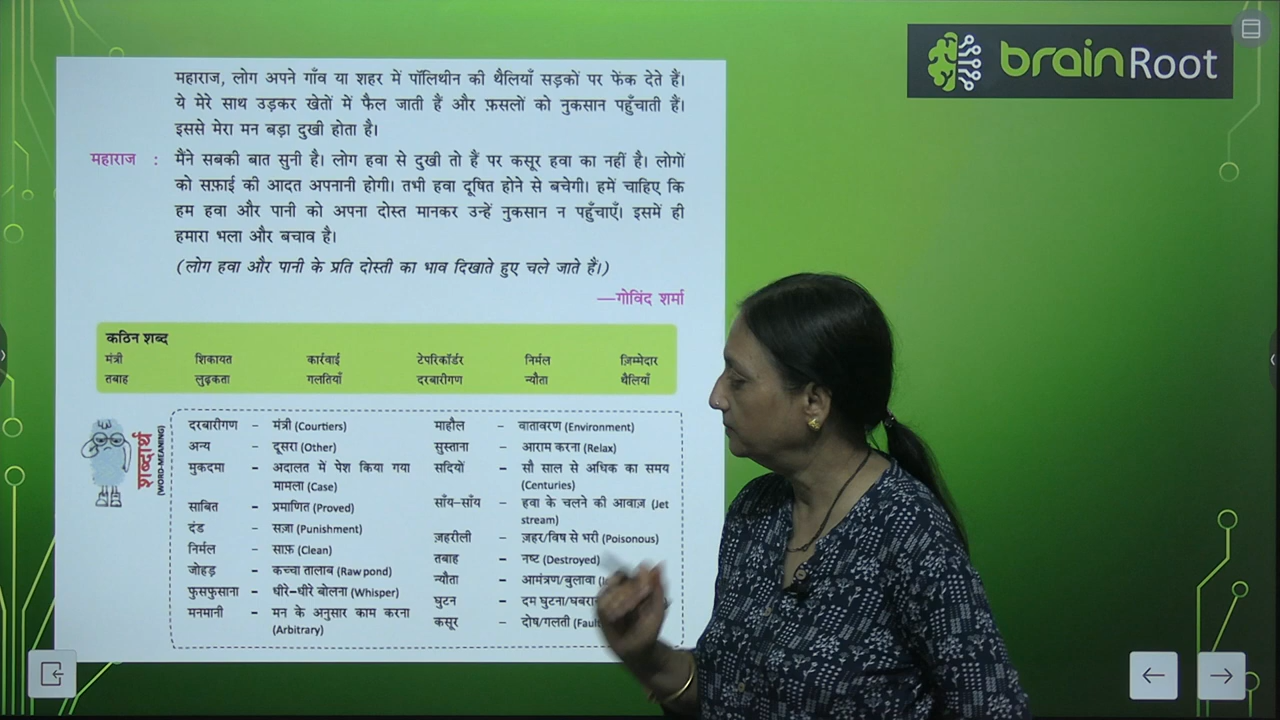 brainRoot
महाराज, लोग अपने गाँव या शहर में पॉलिथीन की थैलियाँ सड़कों पर फेंक देते हैं।
ये मेरे साथ उड़कर खेतों में फैल जाती हैं और फ़सलों को नुकसान पहुँचाती हैं।
इससे मेरा मन बड़ा दुखी होता है।
महाराज : मैंने सबकी बात सुनी है। लोग हवा से दुखी तो हैं पर कसूर हवा का नहीं है। लोगों
को सफ़ाई की आदत अपनानी होगी। तभी हवा दूषित होने से बचेगी। हमें चाहिए कि
हम हवा और पानी को अपना दोस्त मानकर उन्हें नुकसान न पहुँचाएँ। इसमें ही
हमारा भला और बचाव है।
(लोग हवा और पानी के प्रति दोस्ती का भाव दिखाते हुए चले जाते हैं।)
—गोविंद शर्मा
कठिन शब्द
मंत्री शिकायत कार्रवाई टेपरिकॉर्डर निर्मल ज़िम्मेदार
तबाह लुढ़कता गलतियाँ दरबारीगण न्यौता थैलियाँ
शब्दार्थ
(WORD-MEANING)
दरबारीगण – मंत्री (Courtiers)
अन्य – दूसरा (Other)
मुकदमा – अदालत में पेश किया गया
मामला (Case)
साबित – प्रमाणित (Proved)
दंड – सज़ा (Punishment)
निर्मल – साफ़ (Clean)
जोहड़ – कच्चा तालाब (Raw pond)
फुसफुसाना – धीरे-धीरे बोलना (Whisper)
मनमानी – मन के अनुसार काम करना
(Arbitrary)
माहौल – वातावरण (Environment)
सुस्ताना – आराम करना (Relax)
सदियों – सौ साल से अधिक का समय
(Centuries)
साँय-साँय – हवा के चलने की आवाज़ (Jet
stream)
ज़हरीली – ज़हर/विष से भरी (Poisonous)
तबाह – नष्ट (Destroyed)
न्यौता – आमंत्रण/बुलावा
घुटन – दम घुटना/
कसूर – दोष/गलती